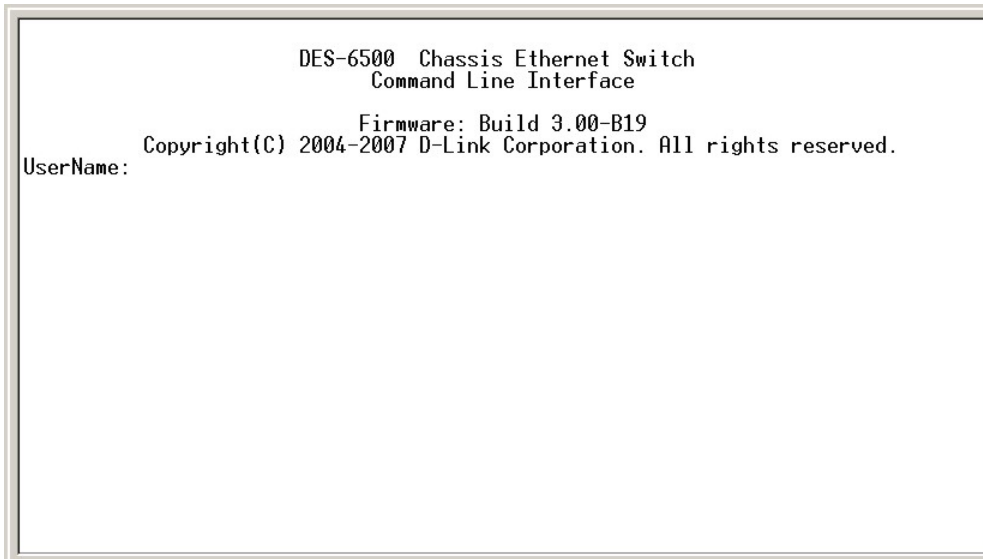 DES-6500 Chassis Ethernet Switch
Command Line Interface
Firmware: Build 3.00-B19
Copyright(C) 2004-2007 D-Link Corporation. All rights reserved.
UserName: